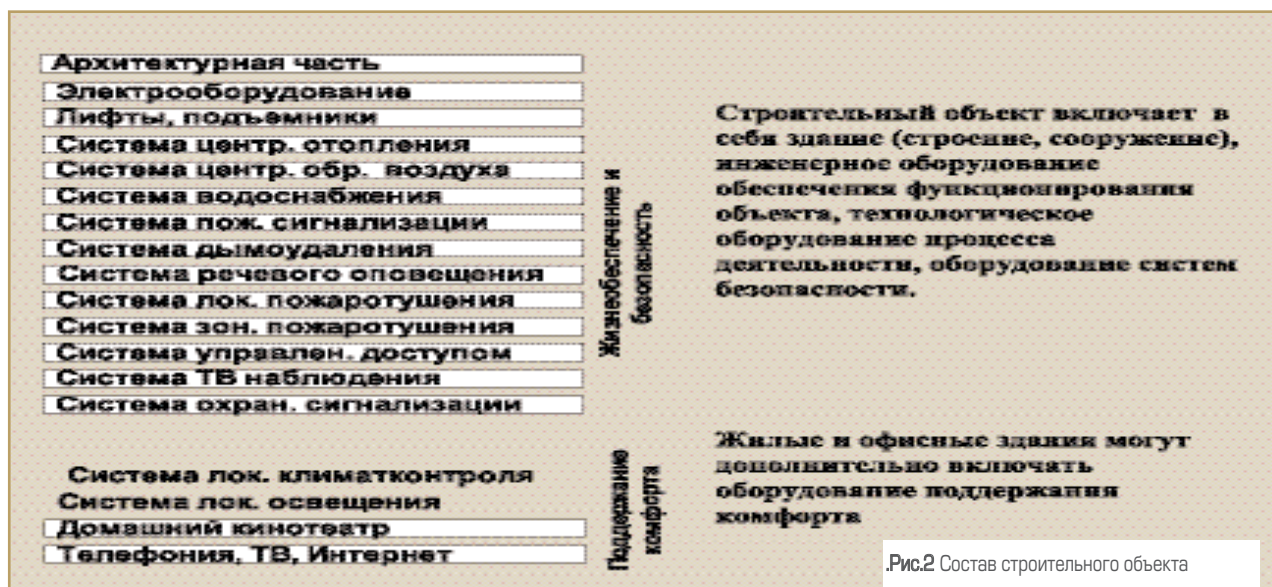 Архитектурная часть
Электрооборудование
Лифты, подъемники
Система центр. отопления
Система центр. обр. воздуха
Система водоснабжения
Система пож. сигнализации
Система дымоудаления
Система речевого оповещения
Система лок. пожаротушения
Система зон. пожаротушения
Система управлен. доступом
Система ТВ наблюдения
Система охран. сигнализации
Жизнеобеспечение и
безопасность
Строительный объект включает в
себя здание (строение, сооружение),
инженерное оборудование
обеспечения функционирования
объекта, технологическое
оборудование процесса
деятельности, оборудование систем
безопасности.
Система лок. климатконтроля
Система лок. освещения
Домашний кинотеатр
Телефония, ТВ, Интернет
Поддержание
комфорта
Жилые и офисные здания могут
дополнительно включать
оборудование поддержания
комфорта
.Рис.2 Состав строительного объекта